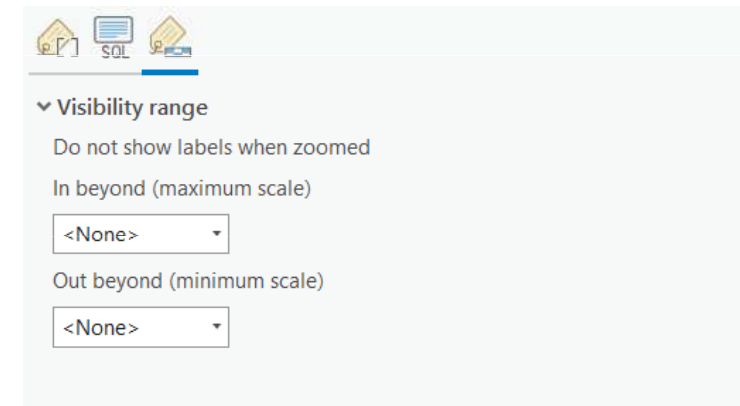 SQL
Visibility range
Do not show labels when zoomed
In beyond (maximum scale)
<None>
Out beyond (minimum scale)
<None>